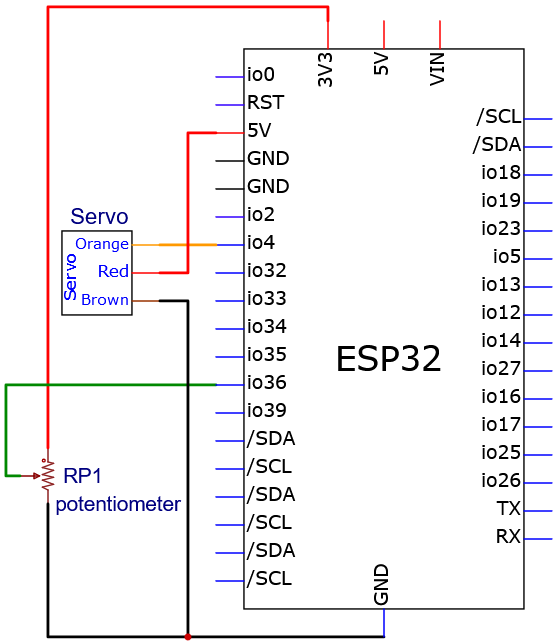 3V3
5V
VIN
io0
RST
5V
GND
GND
io2
io4
io32
io33
io34
io35
io36
io39
/SDA
/SCL
/SDA
/SCL
/SDA
/SCL
/SCL
/SDA
io18
io19
io23
io5
io13
io12
io14
io27
io16
io17
io25
io26
TX
RX
ESP32
GND
Servo
Servo
Orange
Red
Brown
RP1
potentiometer